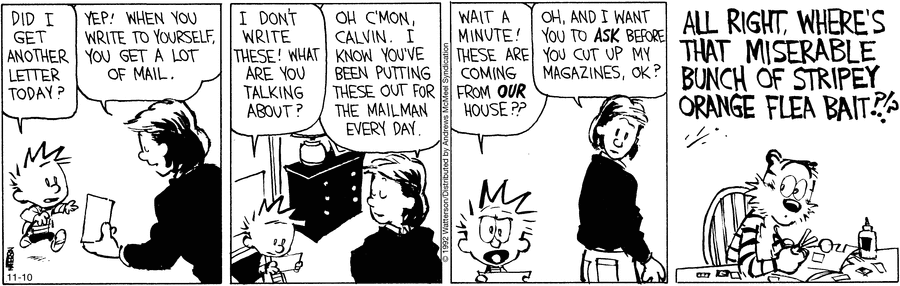 DID I
GET
ANOTHER
LETTER
TODAY?
YEP! WHEN YOU
WRITE TO YOURSELF,
YOU GET A LOT
OF MAIL.
WATTERSON
11-10
I DON'T
WRITE
THESE! WHAT
ARE YOU
TALKING
ABOUT?
OH C'MON,
CALVIN. I
KNOW YOU'VE
BEEN PUTTING
THESE OUT FOR
THE MAILMAN
EVERY DAY.
© 1992 Watterson/Distributed by Andrews McMeel Syndication
WAIT A
MINUTE!
THESE ARE
COMING
FROM OUR
HOUSE??
OH, AND I WANT
YOU TO ASK BEFORE
YOU CUT UP MY
MAGAZINES, OK?
ALL RIGHT, WHERE'S
THAT MISERABLE
BUNCH OF STRIPEY
ORANGE FLEA BAIT?!?